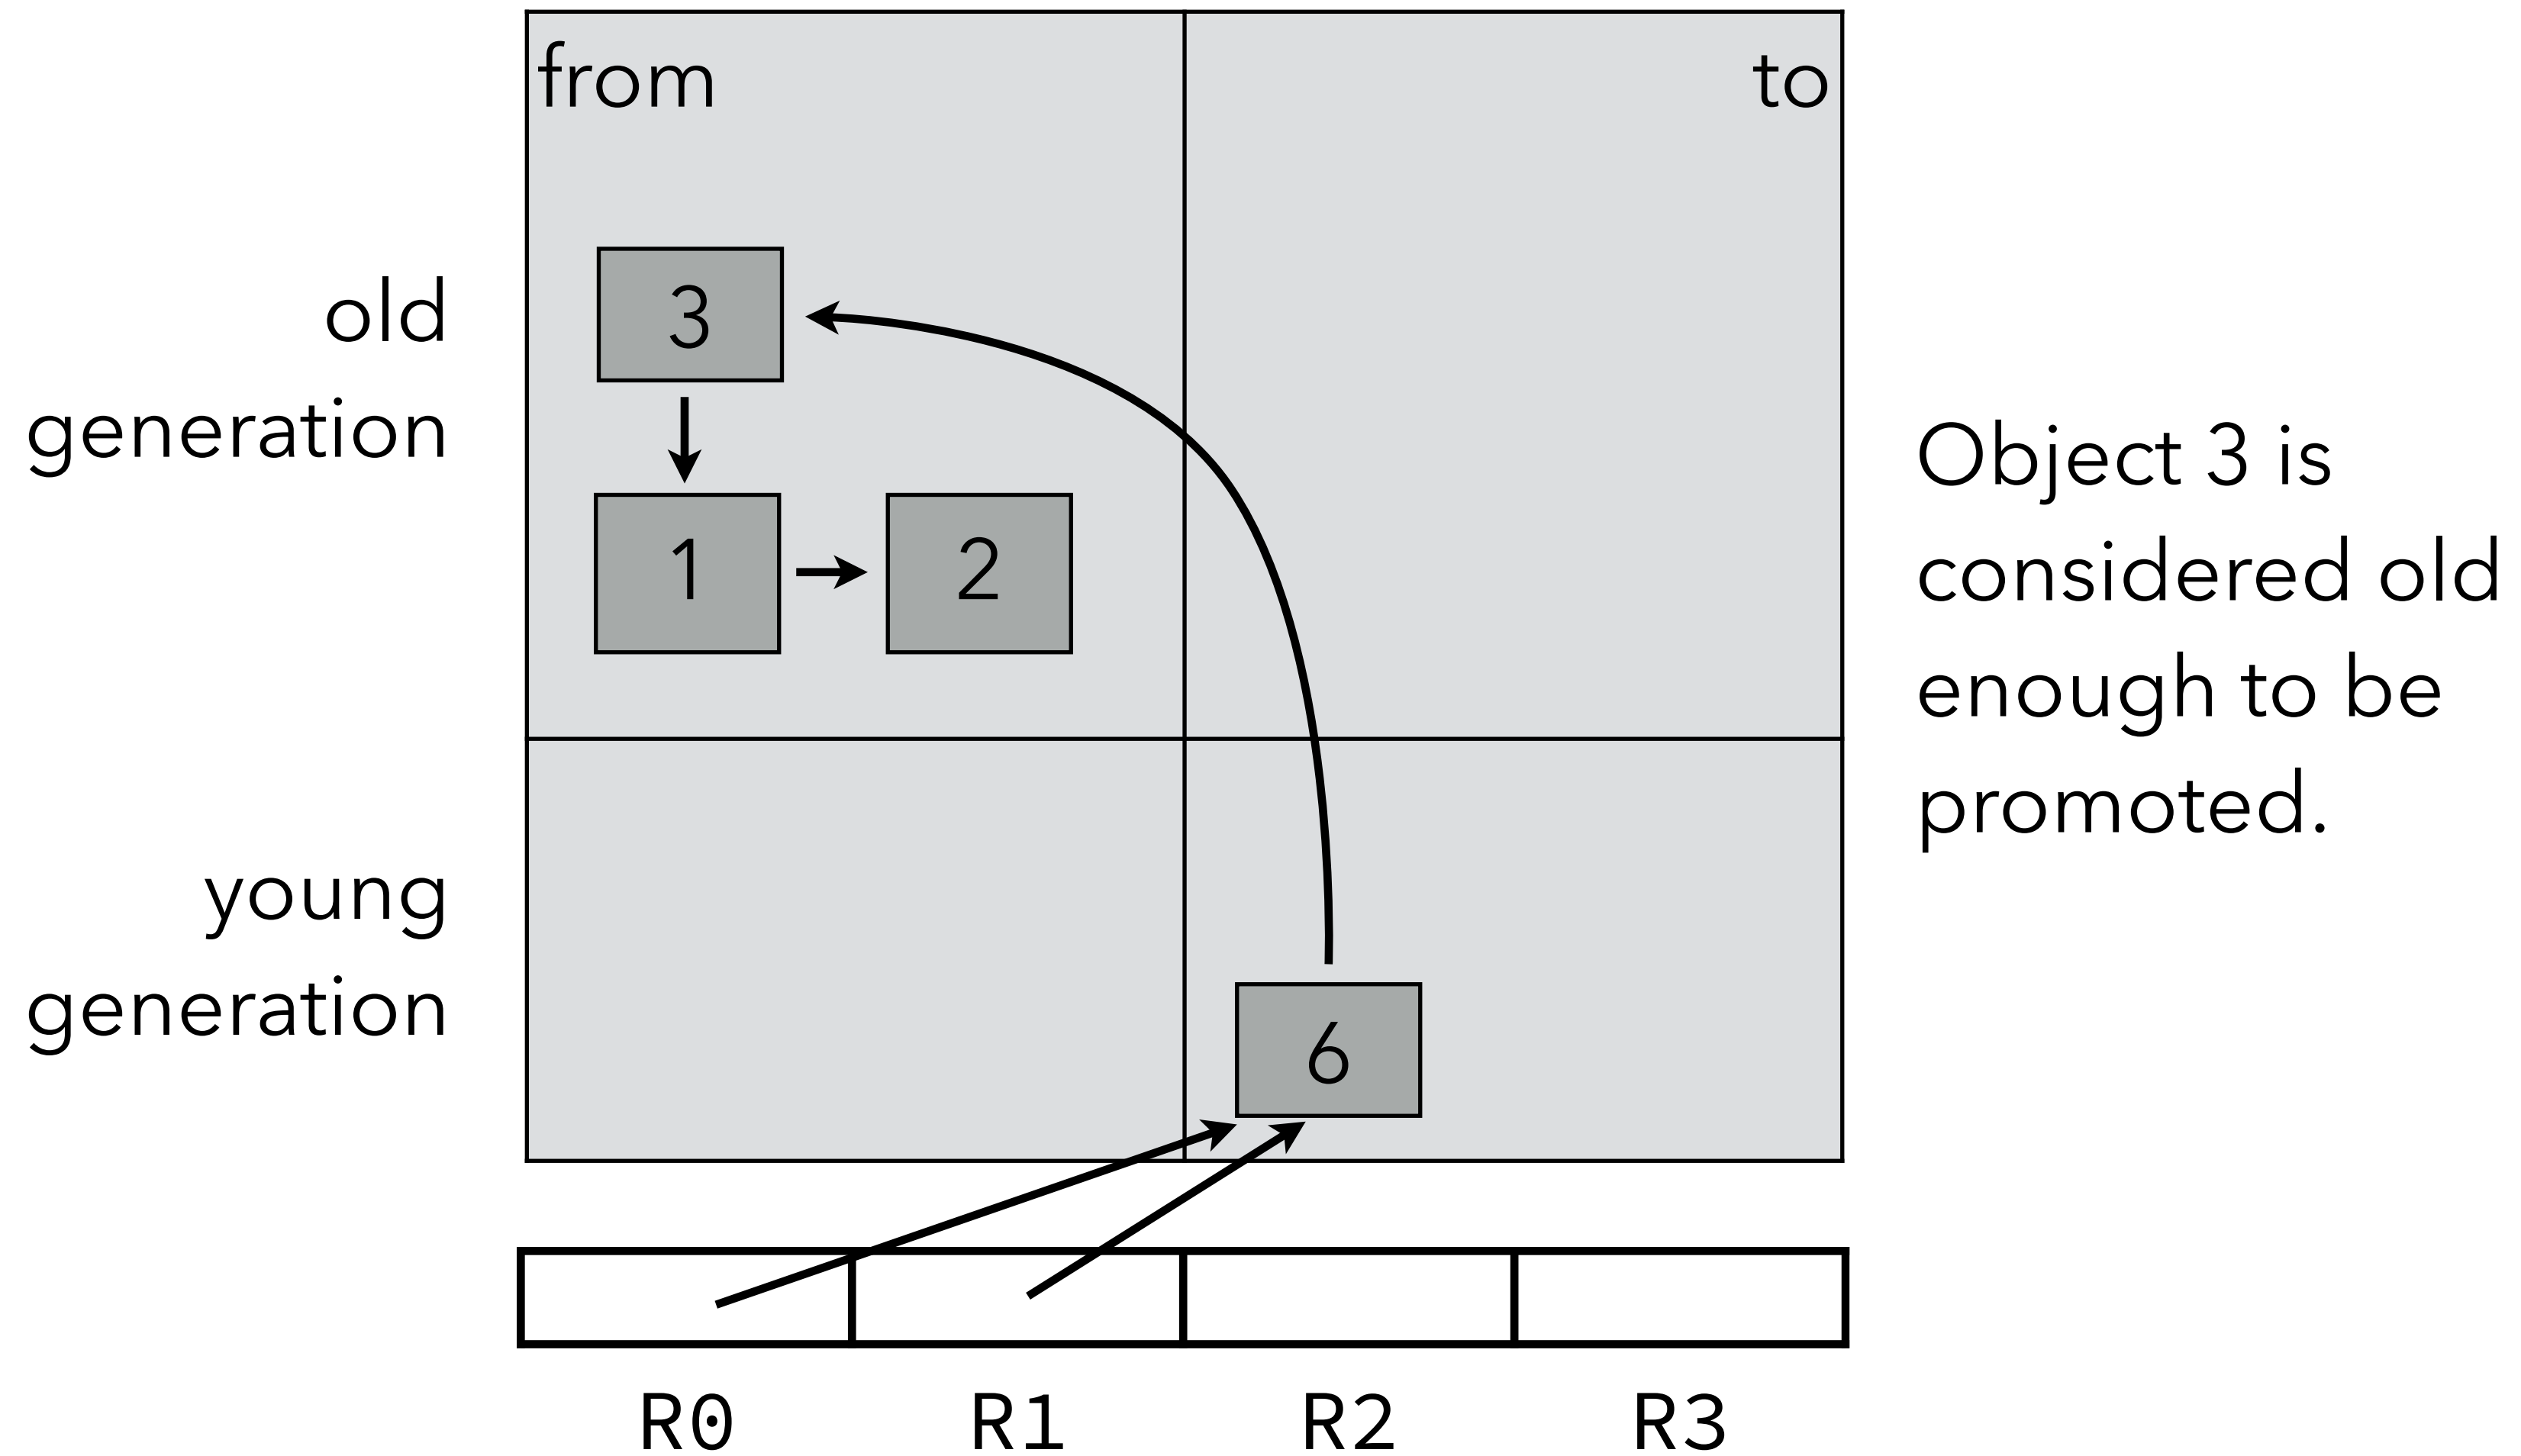 from
to
old
generation
3
1
2
Object 3 is
considered old
enough to be
promoted.
young
generation
6
R0
R1
R2
R3